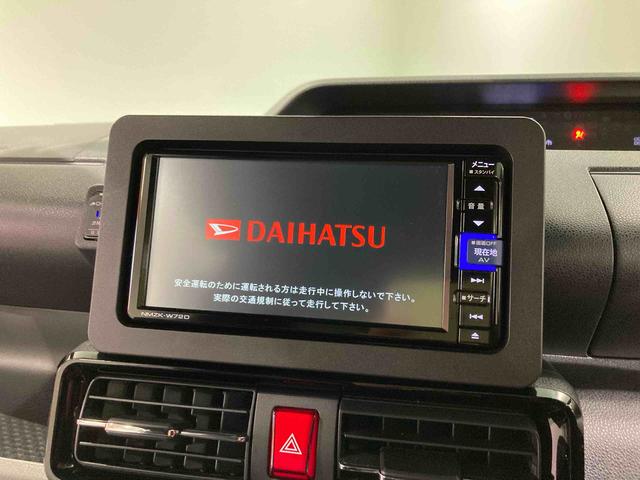 DAIHATSU
安全運転のために運転される方は走行中に操作しないで下さい。
実際の交通規制に従って走行して下さい。
NMZK-W72D
メニュー
■スタンバイ
音量
■画面OFF
現在地
AV
■サーチ